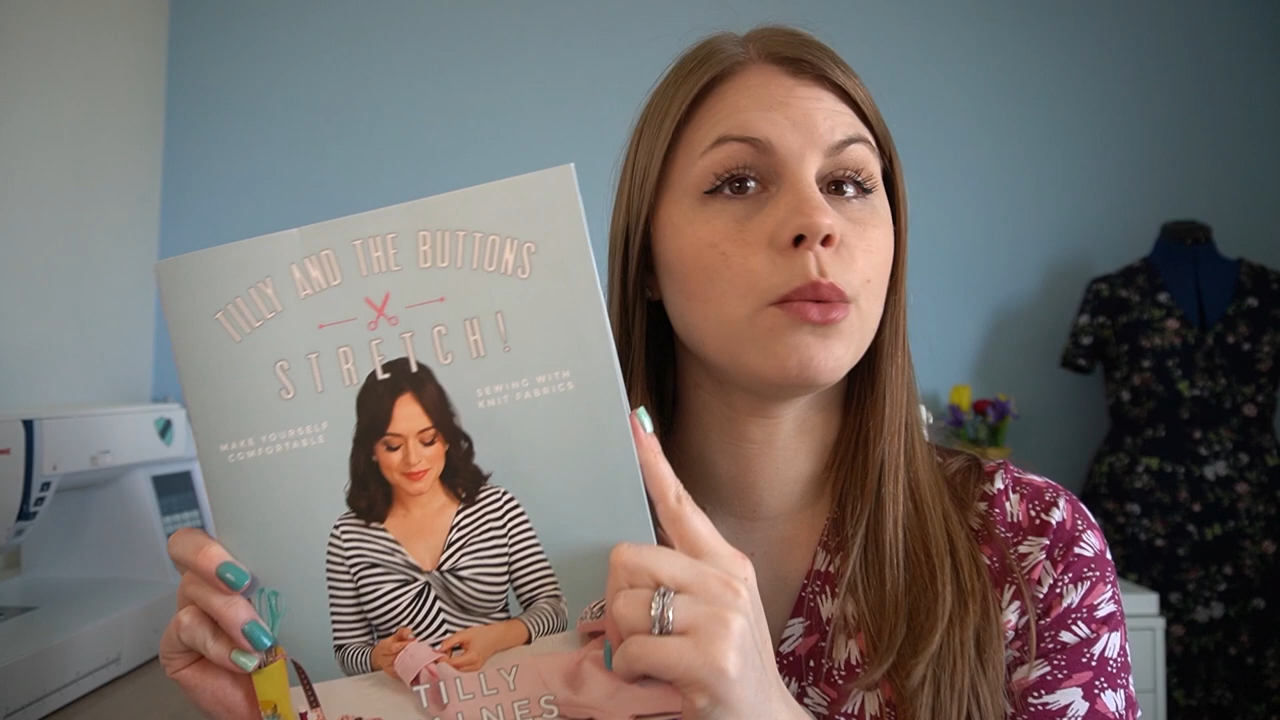 TILLY AND THE BUTTONS
STRETCH!
MAKE YOURSELF
COMFORTABLE
SEWING WITH
KNIT FABRICS
TILLY